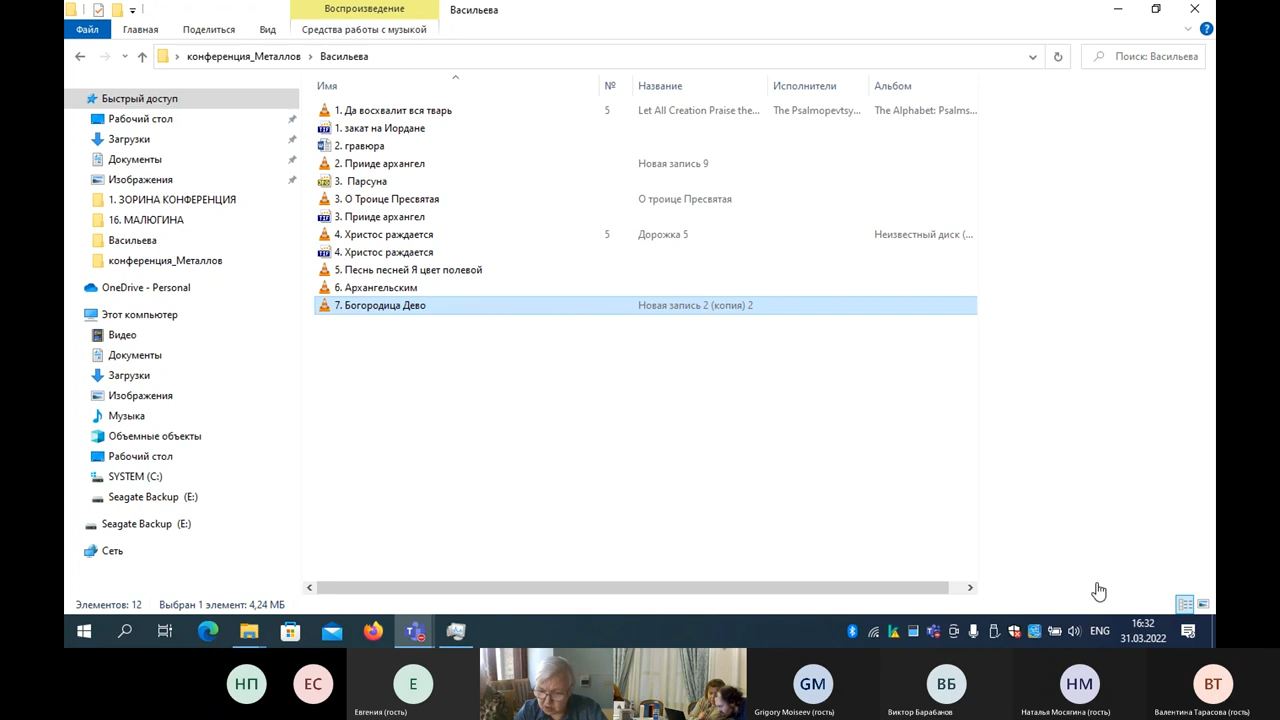 Воспроизведение
Васильева
Файл
Главная
Поделиться
Вид
Средства работы с музыкой
конференция_Металлов
Васильева
Поиск: Васильева
Имя
№
Название
Исполнители
Альбом
Быстрый доступ
Рабочий стол
Загрузки
Документы
Изображения
1. ЗОРИНА КОНФЕРЕНЦИЯ
16. МАЛЮГИНА
Васильева
конференция_Металлов
OneDrive - Personal
Этот компьютер
Видео
Документы
Загрузки
Изображения
Музыка
Объемные объекты
Рабочий стол
SYSTEM (C:)
Seagate Backup (E:)
Seagate Backup (E:)
Сеть
1. Да восхвалит вся тварь 5 Let All Creation Praise the... The Psalmopevtsy... The Alphabet: Psalms...
1. закат на Иордане
2. гравюра
2. Прииде архангел Новая запись 9
3. Парсуна
3. О Троице Пресвятая О троице Пресвятая
3. Прииде архангел
4. Христос раждается 5 Дорожка 5 Неизвестный диск (...
4. Христос раждается
5. Песнь песней Я цвет полевой
6. Архангельским
7. Богородица Дево Новая запись 2 (копия) 2
Элементов: 12 Выбран 1 элемент: 4,24 МБ
ENG
16:32
31.03.2022
НП
ЕС
Е
Евгения (гость)
GM
Grigory Moiseev (гость)
ВБ
Виктор Барабанов
НМ
Наталья Мосягина (гость)
ВТ
Валентина Тарасова (гость)